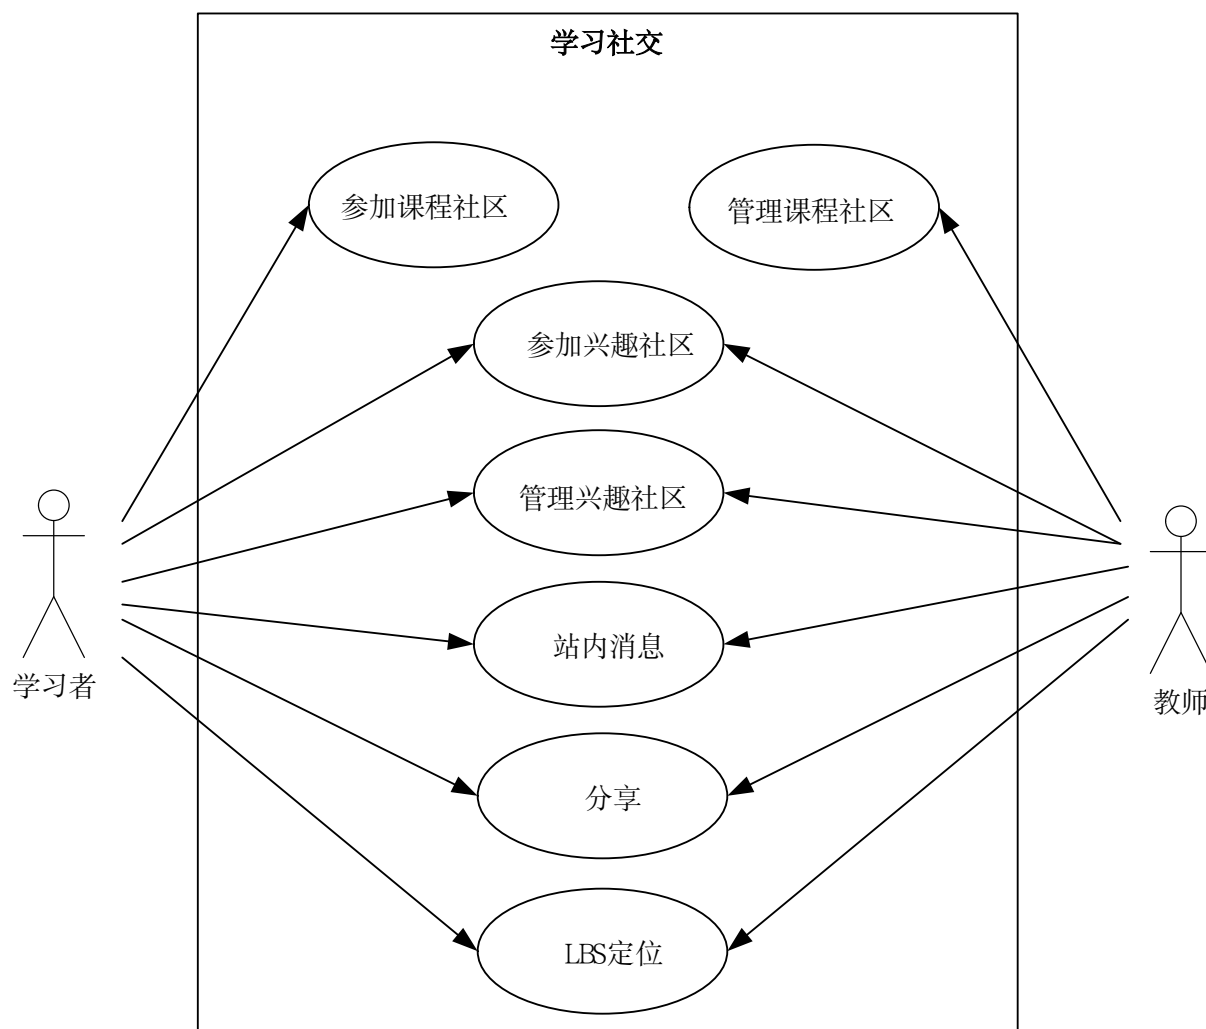 学习社交
参加课程社区
管理课程社区
参加兴趣社区
管理兴趣社区
站内消息
学习者
教师
分享
LBS定位